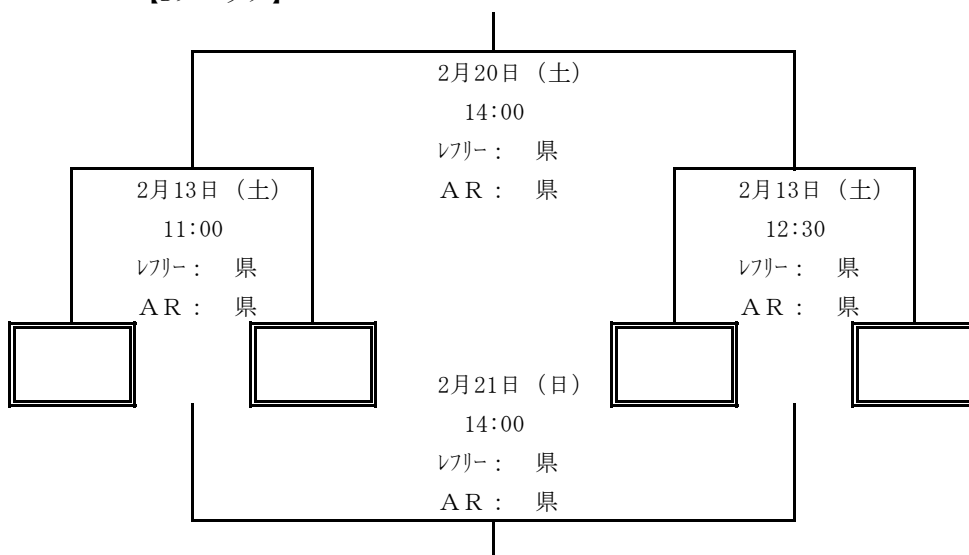 2月20日（土）
14:00
ﾚﾌﾘｰ： 県
ＡＲ： 県
2月13日（土）
11:00
ﾚﾌﾘｰ： 県
ＡＲ： 県
2月13日（土）
12:30
ﾚﾌﾘｰ： 県
ＡＲ： 県
2月21日（日）
14:00
ﾚﾌﾘｰ： 県
ＡＲ： 県